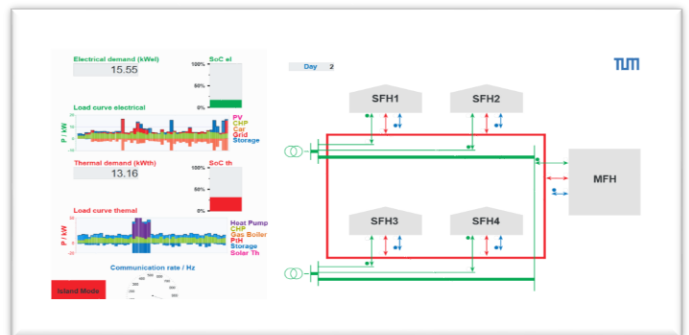 Electrical demand (kWel)
15.55
SoC el
100%
50%
0%
Load curve electrical
P / kW
PV
CHP
Car
Grid
Storage
Thermal demand (kWth)
13.16
SoC th
100%
50%
0%
Load curve themal
P / kW
Heat Pump
CHP
Gas Boiler
PtH
Storage
Solar Th
Communication rate / Hz
Island Mode
Day 2
TUM
SFH1
SFH2
MFH
SFH3
SFH4